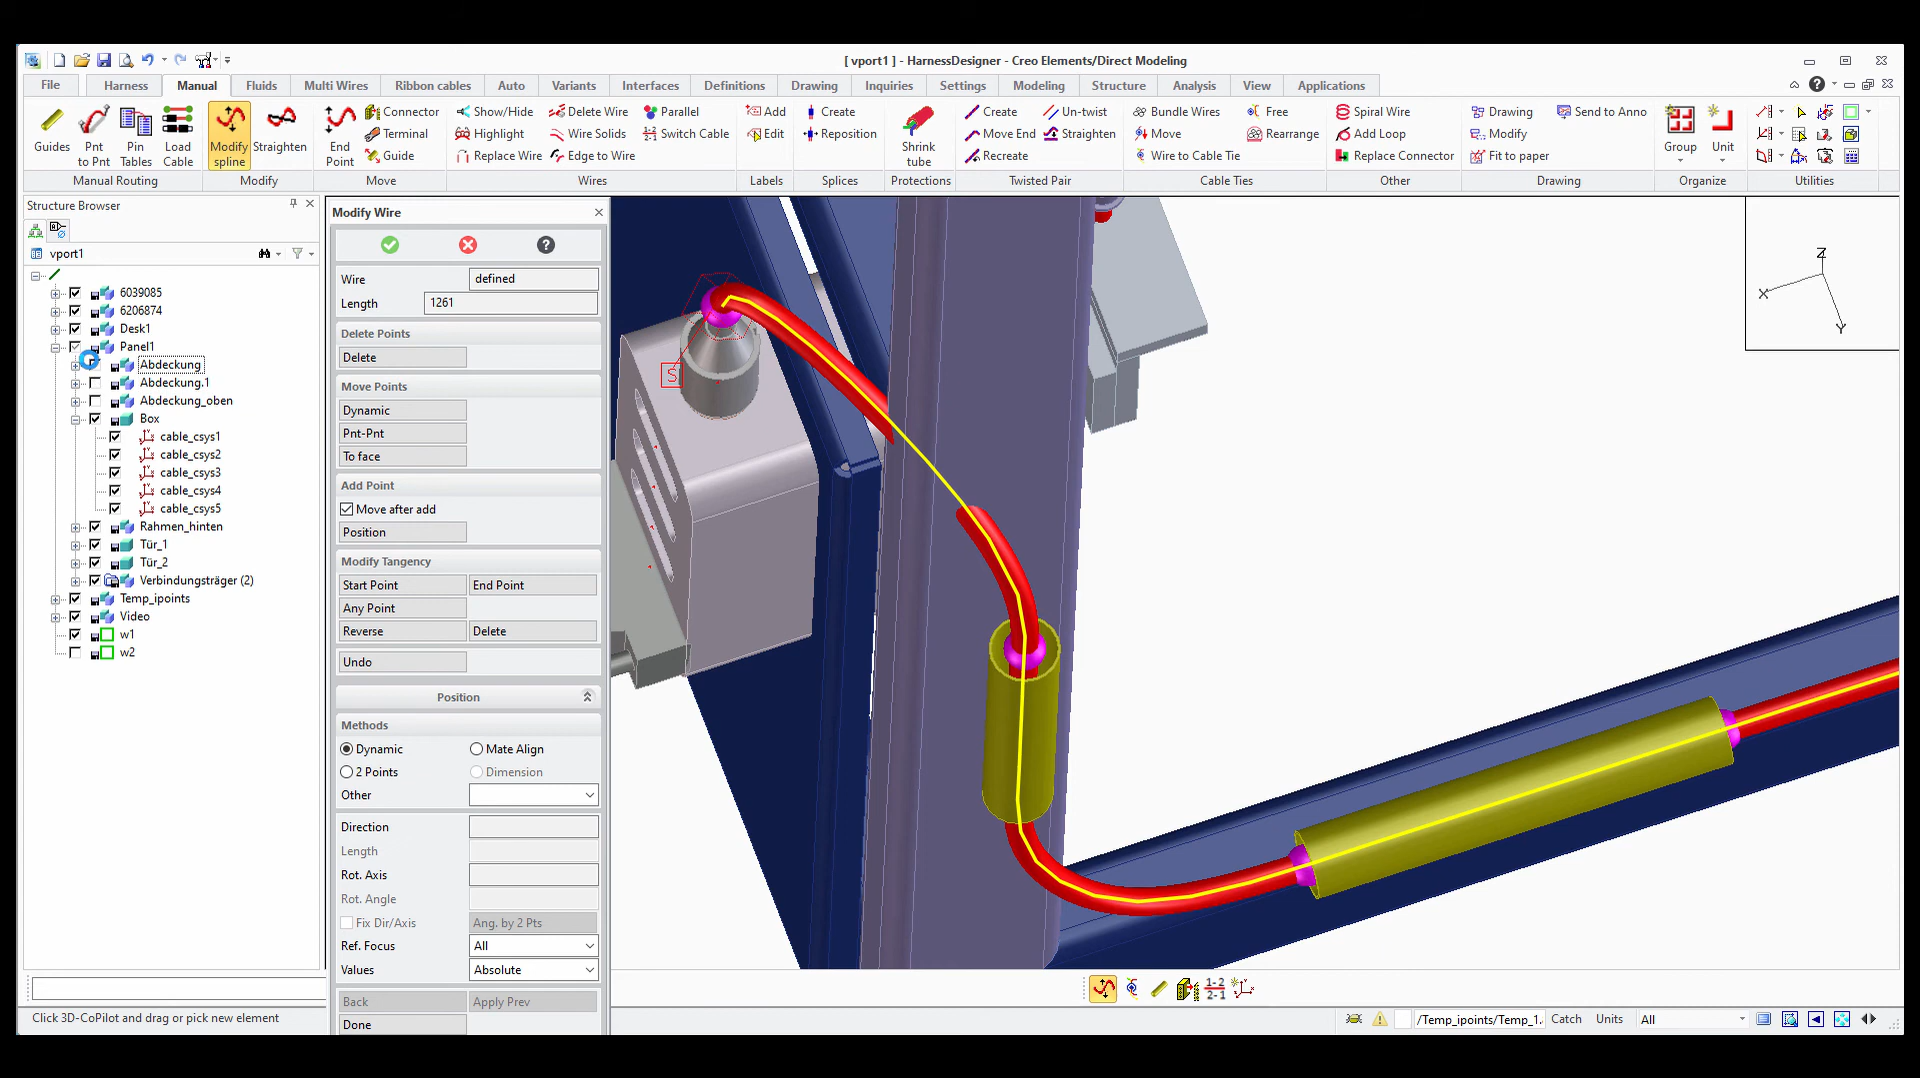 [ vport1 ] - HarnessDesigner - Creo Elements/Direct Modeling
File Harness Manual Fluids Multi Wires Ribbon cables Auto Variants Interfaces Definitions Drawing Inquiries Settings Modeling Structure Analysis View Applications
Guides
Pnt to Pnt
Pin Tables
Load Cable
Manual Routing
Modify spline
Straighten
Modify
End Point
Connector
Terminal
Guide
Move
Show/Hide Delete Wire Parallel
Highlight Wire Solids Switch Cable
Replace Wire Edge to Wire
Wires
Add
Edit
Labels
Create
Reposition
Splices
Shrink tube
Protections
Create Un-twist
Move End Straighten
Recreate
Twisted Pair
Bundle Wires Free
Move Rearrange
Wire to Cable Tie
Cable Ties
Spiral Wire
Add Loop
Replace Connector
Other
Drawing Send to Anno
Modify
Fit to paper
Drawing
Group
Unit
Organize
Utilities
Structure Browser
vport1
6039085
6206874
Desk1
Panel1
Abdeckung
Abdeckung.1
Abdeckung_oben
Box
cable_csys1
cable_csys2
cable_csys3
cable_csys4
cable_csys5
Rahmen_hinten
Tür_1
Tür_2
Verbindungsträger (2)
Temp_ipoints
Video
w1
w2
Modify Wire
Wire defined
Length 1261
Delete Points
Delete
Move Points
Dynamic
Pnt-Pnt
To face
Add Point
Move after add
Position
Modify Tangency
Start Point End Point
Any Point
Reverse Delete
Undo
Position
Methods
Dynamic Mate Align
2 Points Dimension
Other
Direction
Length
Rot. Axis
Rot. Angle
Fix Dir/Axis Ang. by 2 Pts
Ref. Focus All
Values Absolute
Back Apply Prev
Done
S
Z
X
Y
1-2
2-1
Click 3D-CoPilot and drag or pick new element
/Temp_ipoints/Temp_1. Catch Units All